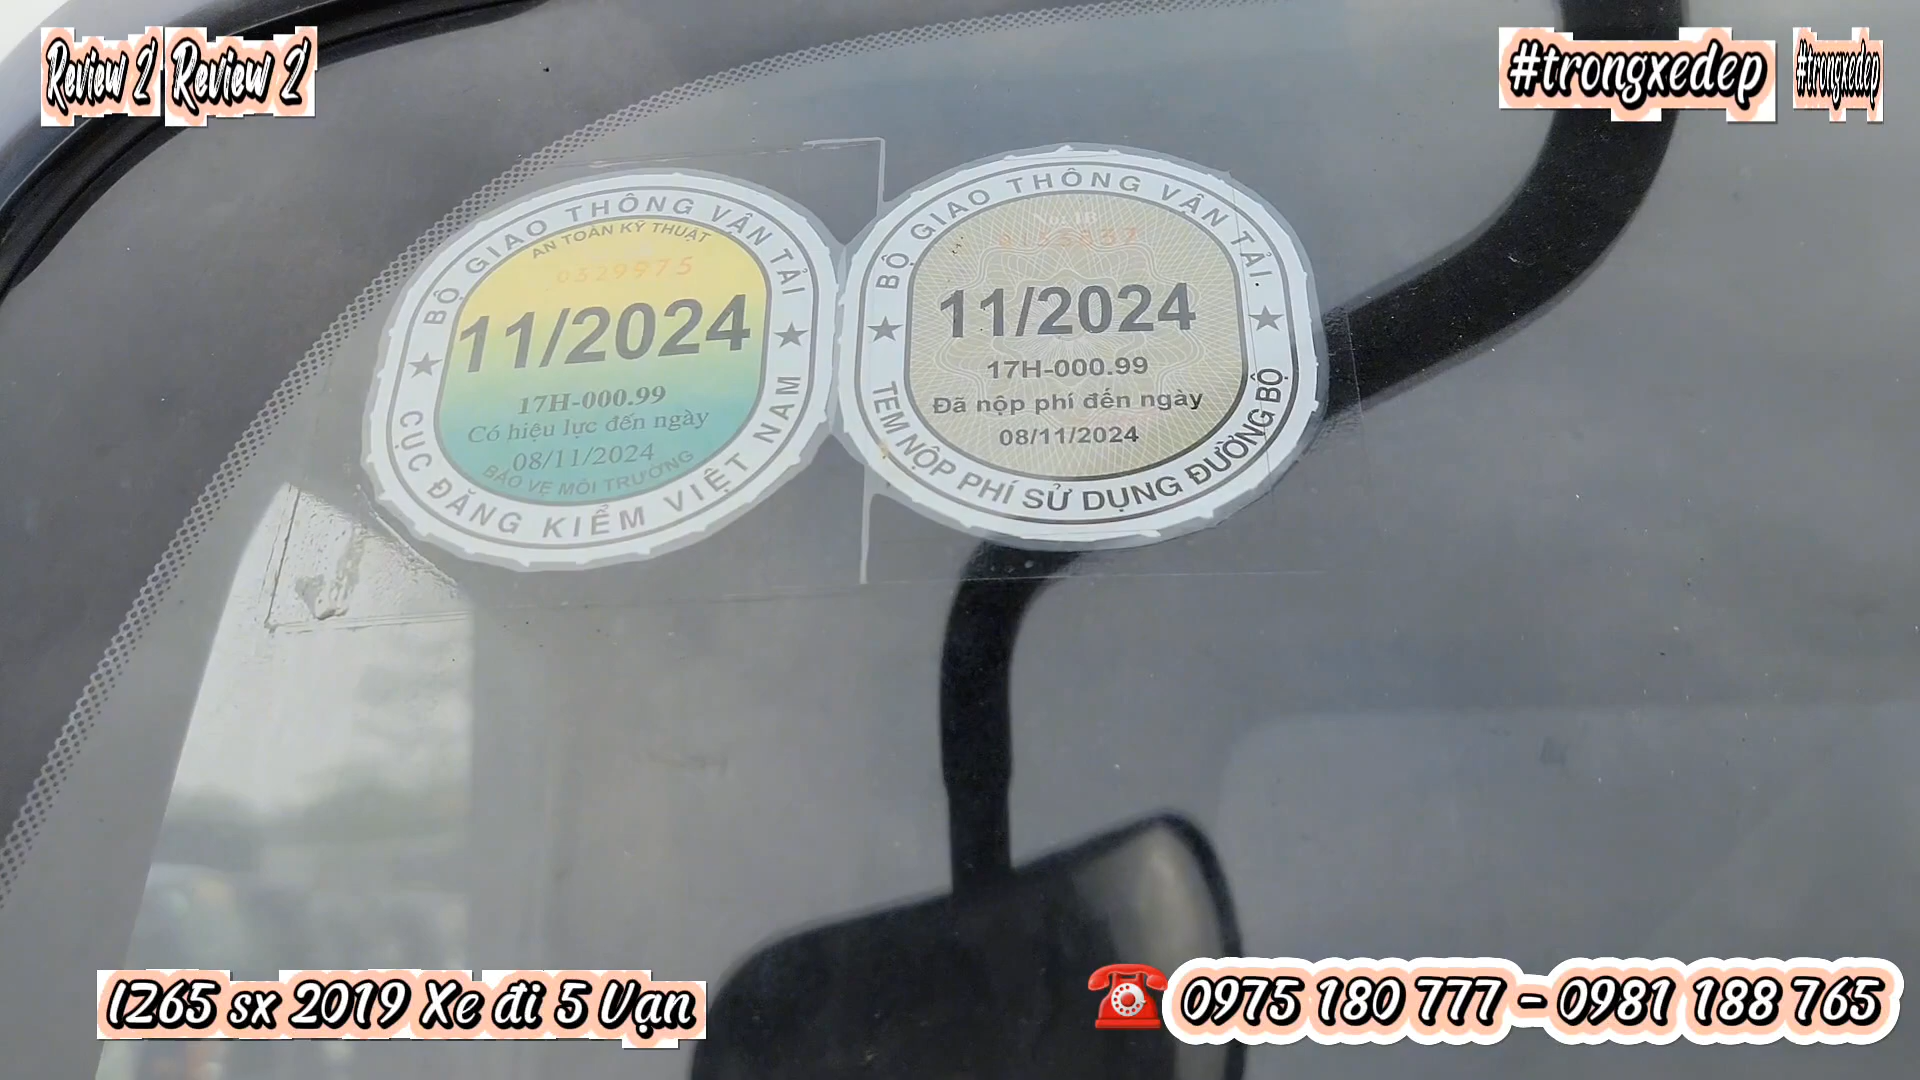 Review 2 Review 2
#trongxedep #trongxedep
BỘ GIAO THÔNG VẬN TẢI
AN TOÀN KỸ THUẬT
0329975
11/2024
17H-000.99
Có hiệu lực đến ngày
08/11/2024
BẢO VỆ MÔI TRƯỜNG
CỤC ĐĂNG KIỂM VIỆT NAM
BỘ GIAO THÔNG VẬN TẢI
11/2024
17H-000.99
Đã nộp phí đến ngày
08/11/2024
TEM NỘP PHÍ SỬ DỤNG ĐƯỜNG BỘ
IZ65 sx 2019 Xe đi 5 Vạn
0975 180 777 - 0981 188 765